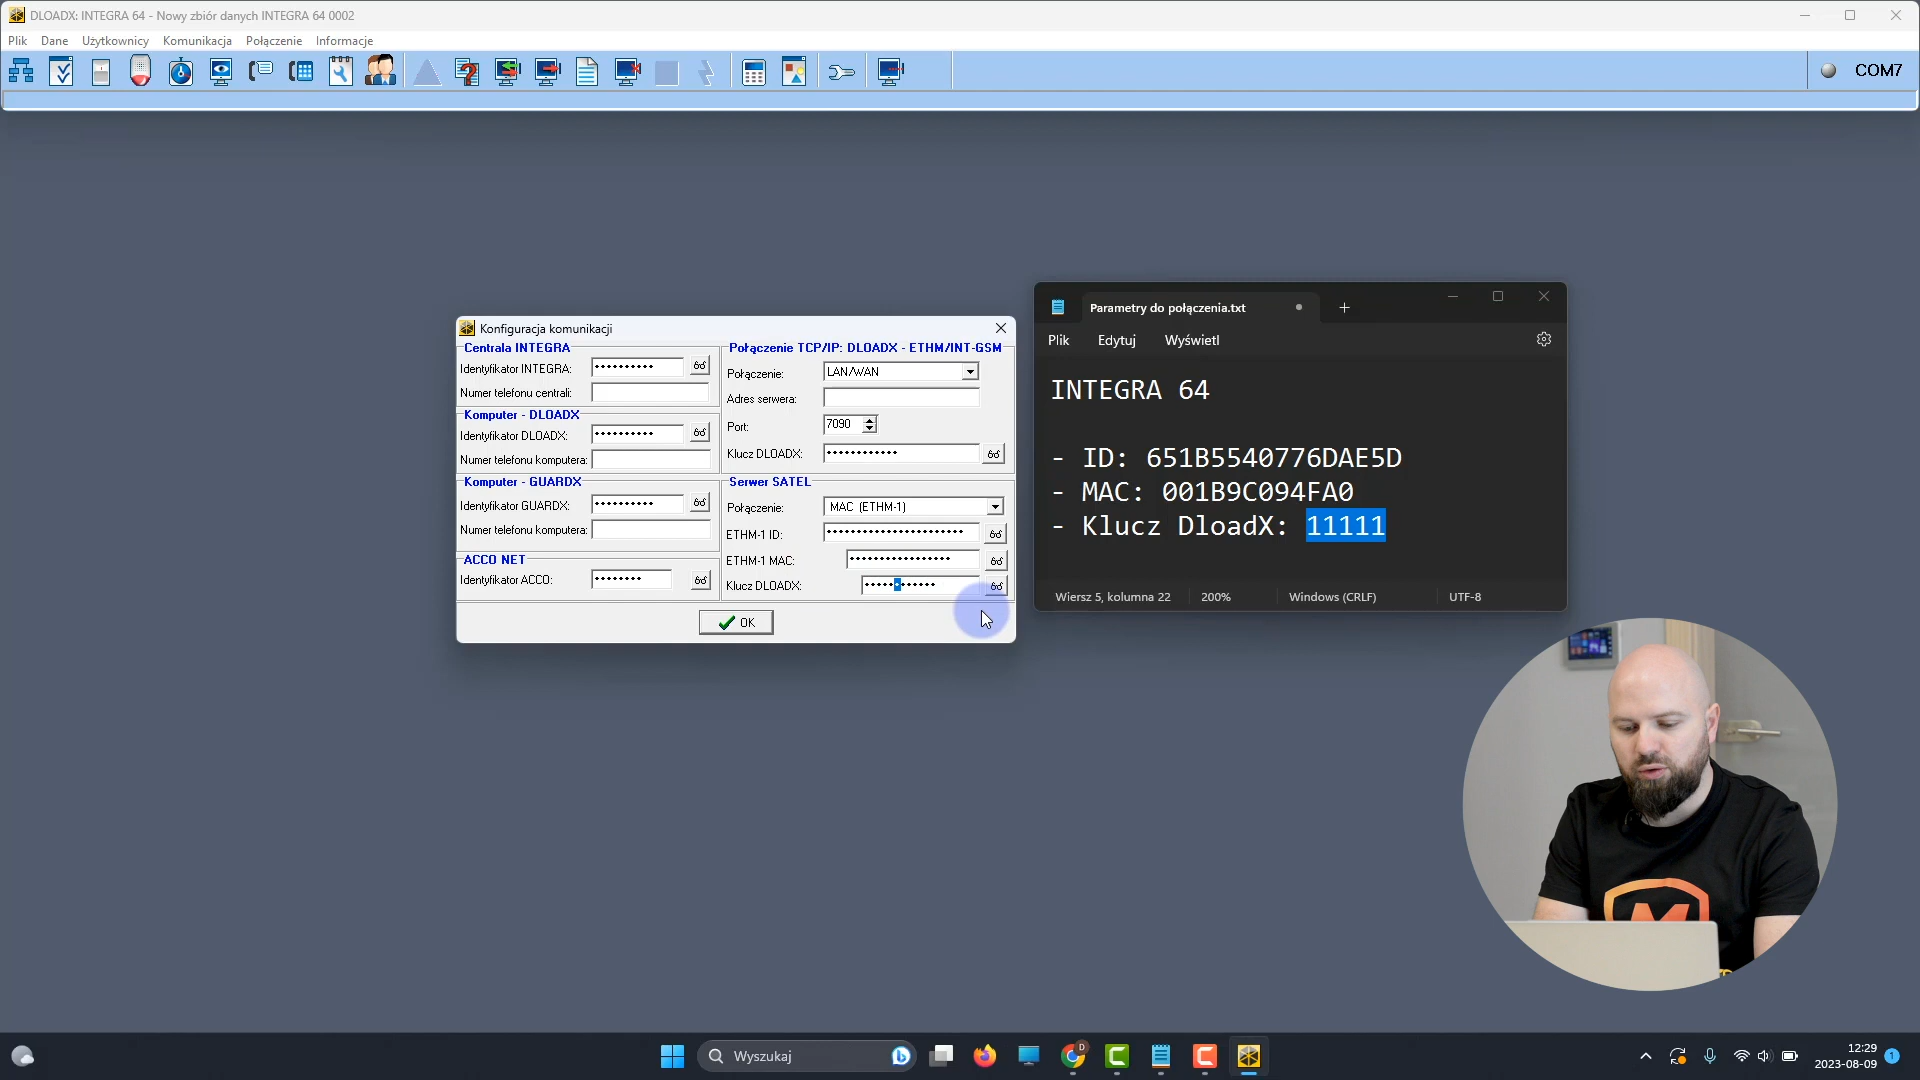 DLOADX: INTEGRA 64 - Nowy zbiór danych INTEGRA 64 0002
Plik Dane Użytkownicy Komunikacja Połączenie Informacje
COM7
Konfiguracja komunikacji
Centrala INTEGRA
Identyfikator INTEGRA: ••••••••••
Numer telefonu centrali:
Komputer - DLOADX
Identyfikator DLOADX: ••••••••••
Numer telefonu komputera:
Komputer - GUARDX
Identyfikator GUARDX: ••••••••••
Numer telefonu komputera:
ACCO NET
Identyfikator ACCO: ••••••••
Połączenie TCP/IP: DLOADX - ETHM/INT-GSM
Połączenie: LAN/WAN
Adres serwera:
Port: 7090
Klucz DLOADX: ••••••••••••
Serwer SATEL
Połączenie: MAC (ETHM-1)
ETHM-1 ID: ••••••••••••••••••••••
ETHM-1 MAC: ••••••••••••••••
Klucz DLOADX: ••••••••••••
OK
Parametry do połączenia.txt
Plik Edytuj Wyświetl
INTEGRA 64
- ID: 651B5540776DAE5D
- MAC: 001B9C094FA0
- Klucz DloadX: 11111
Wiersz 5, kolumna 22 200% Windows (CRLF) UTF-8
Wyszukaj
12:29
2023-08-09
1